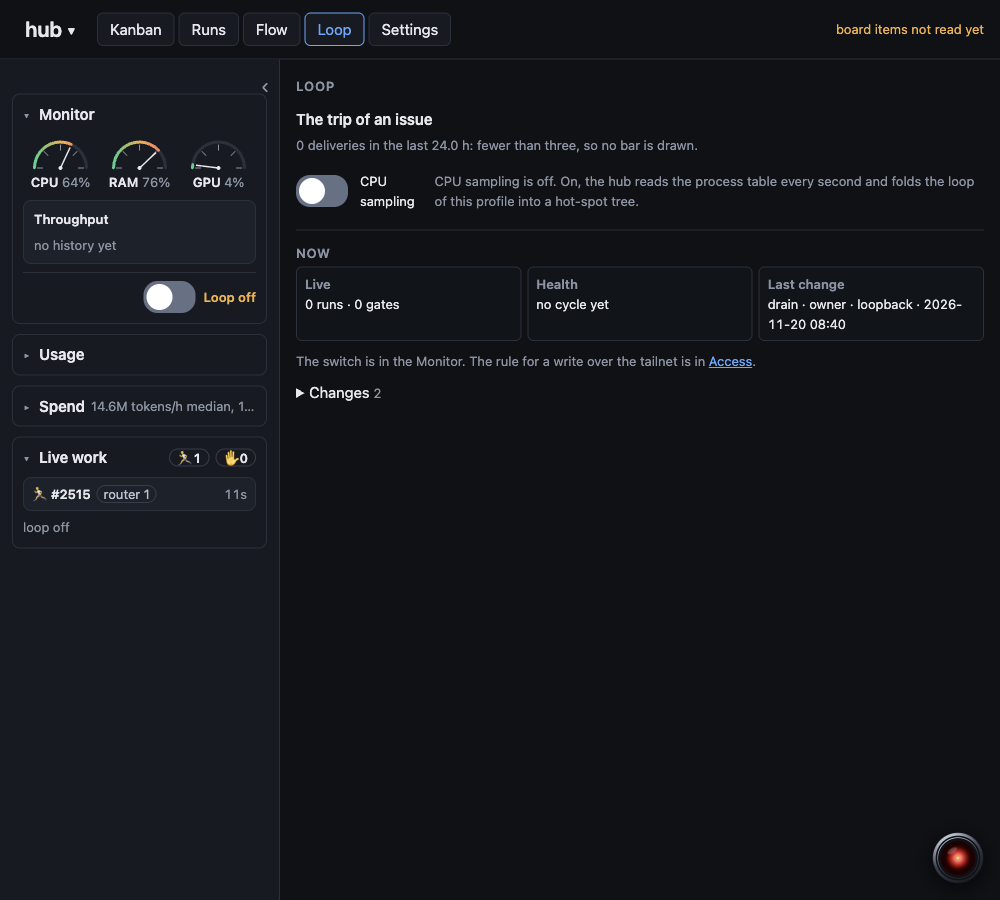 hub ▾
Kanban
Runs
Flow
Loop
Settings
board items not read yet
Monitor
CPU 64%
RAM 76%
GPU 4%
Throughput
no history yet
Loop off
Usage
Spend 14.6M tokens/h median, 1...
Live work
🏃1
🖐0
🏃 #2515 router 1 11s
loop off
LOOP
The trip of an issue
0 deliveries in the last 24.0 h: fewer than three, so no bar is drawn.
CPU
sampling
CPU sampling is off. On, the hub reads the process table every second and folds the loop
of this profile into a hot-spot tree.
NOW
Live
0 runs · 0 gates
Health
no cycle yet
Last change
drain · owner · loopback · 2026-
11-20 08:40
The switch is in the Monitor. The rule for a write over the tailnet is in Access.
Changes 2